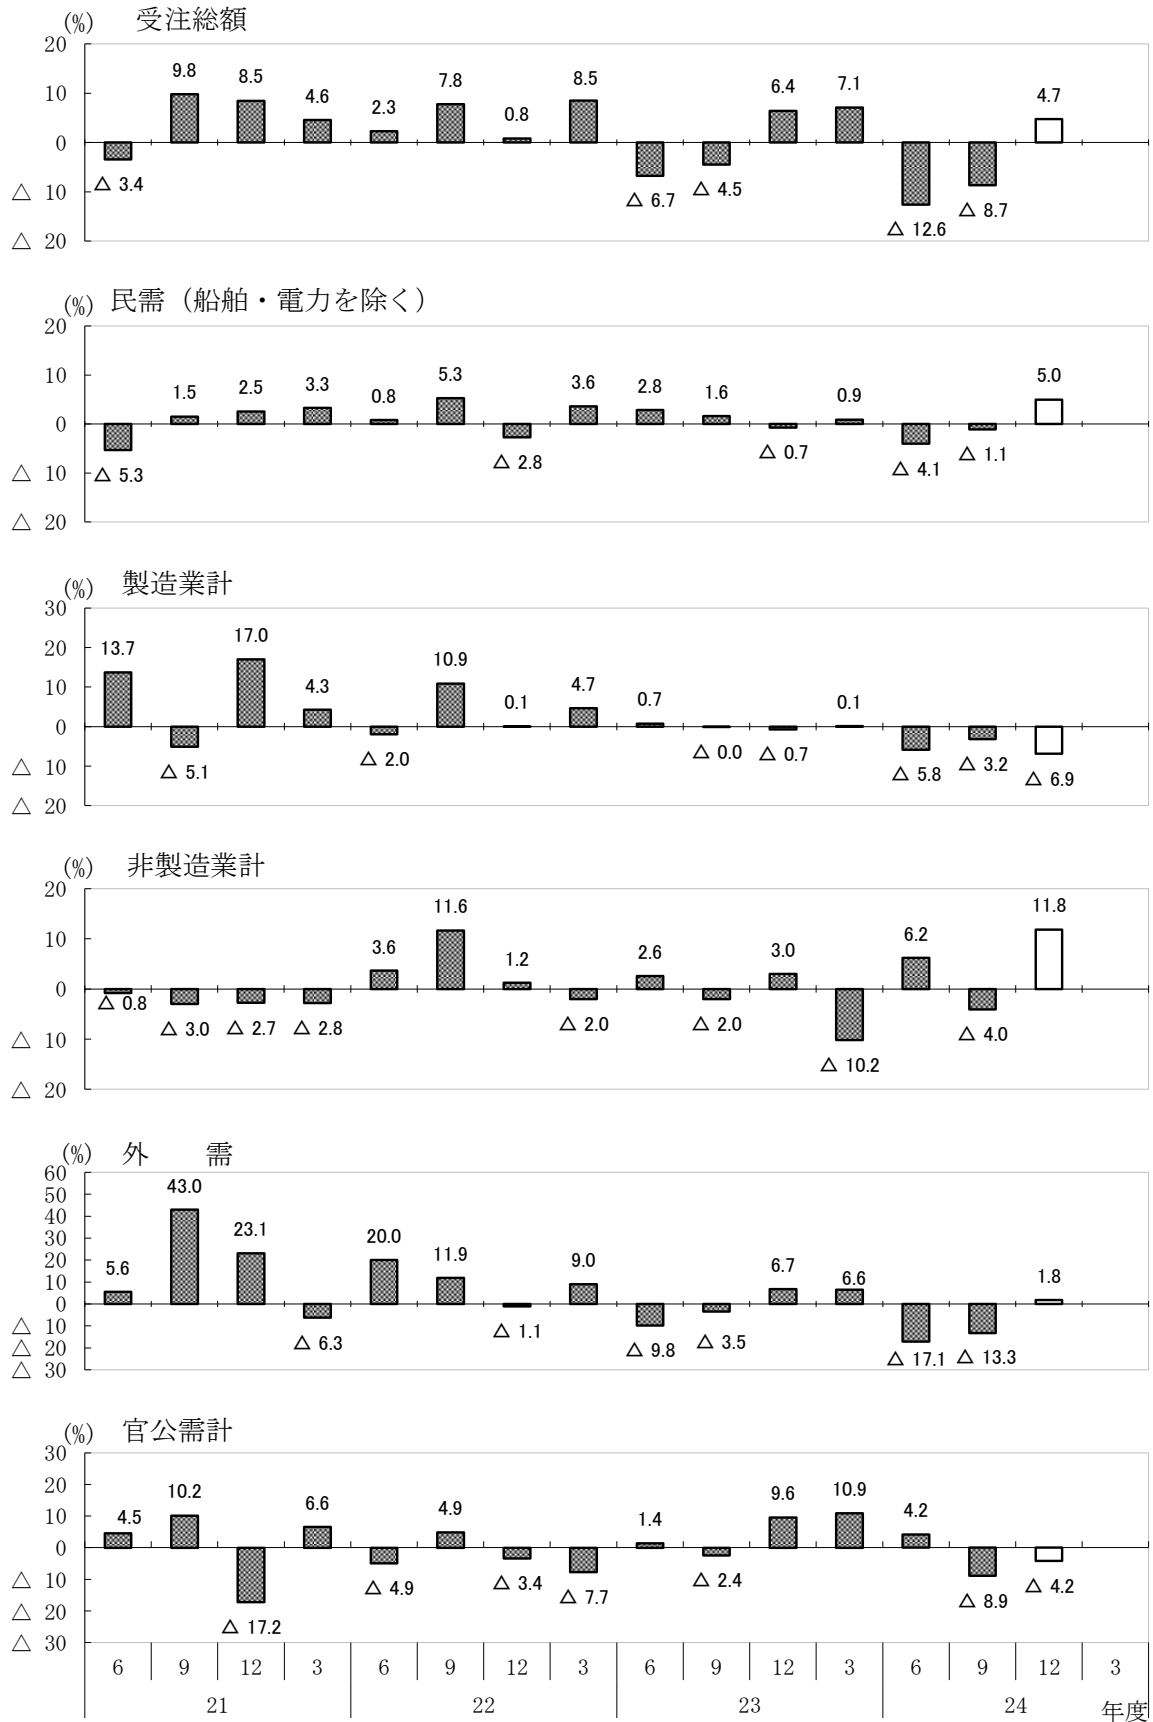 (%) 受注総額
20
9.8 8.5 4.6 2.3 7.8 0.8 8.5 6.4 7.1 4.7
10
0
△ 3.4 △ 6.7 △ 4.5 △ 12.6 △ 8.7
△ 10
△ 20
(%) 民需（船舶・電力を除く）
20
10
1.5 2.5 3.3 0.8 5.3 3.6 2.8 1.6 0.9 5.0
0
△ 5.3 △ 2.8 △ 0.7 △ 4.1 △ 1.1
△ 10
△ 20
(%) 製造業計
30
20
13.7 17.0 4.3 10.9 0.1 4.7 0.7 0.1
10
0
△ 5.1 △ 2.0 △ 0.0 △ 0.7 △ 5.8 △ 3.2 △ 6.9
△ 10
△ 20
(%) 非製造業計
20
3.6 11.6 1.2 2.6 3.0 6.2 11.8
10
0
△ 0.8 △ 3.0 △ 2.7 △ 2.8 △ 2.0 △ 2.0 △ 10.2 △ 4.0
△ 10
△ 20
(%) 外 需
60
50
40
30
20
10
0
5.6 43.0 23.1 20.0 11.9 9.0 6.7 6.6 1.8
△ 6.3 △ 1.1 △ 9.8 △ 3.5 △ 17.1 △ 13.3
△ 10
△ 20
△ 30
(%) 官公需計
30
20
10
4.5 10.2 6.6 4.9 1.4 9.6 10.9 4.2
0
△ 17.2 △ 4.9 △ 3.4 △ 7.7 △ 2.4 △ 8.9 △ 4.2
△ 10
△ 20
△ 30
6 9 12 3 6 9 12 3 6 9 12 3 6 9 12 3
21 22 23 24 年度